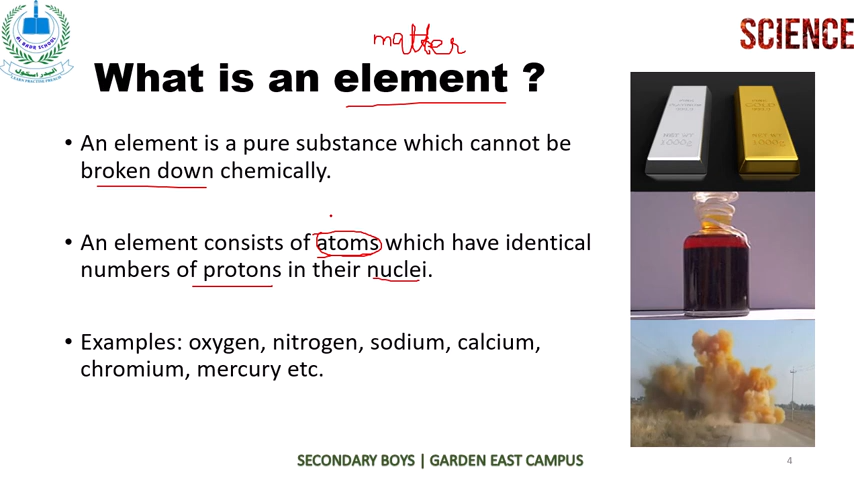 matter
SCIENCE
What is an element ?
• An element is a pure substance which cannot be
broken down chemically.
• An element consists of atoms which have identical
numbers of protons in their nuclei.
• Examples: oxygen, nitrogen, sodium, calcium,
chromium, mercury etc.
SECONDARY BOYS | GARDEN EAST CAMPUS
4